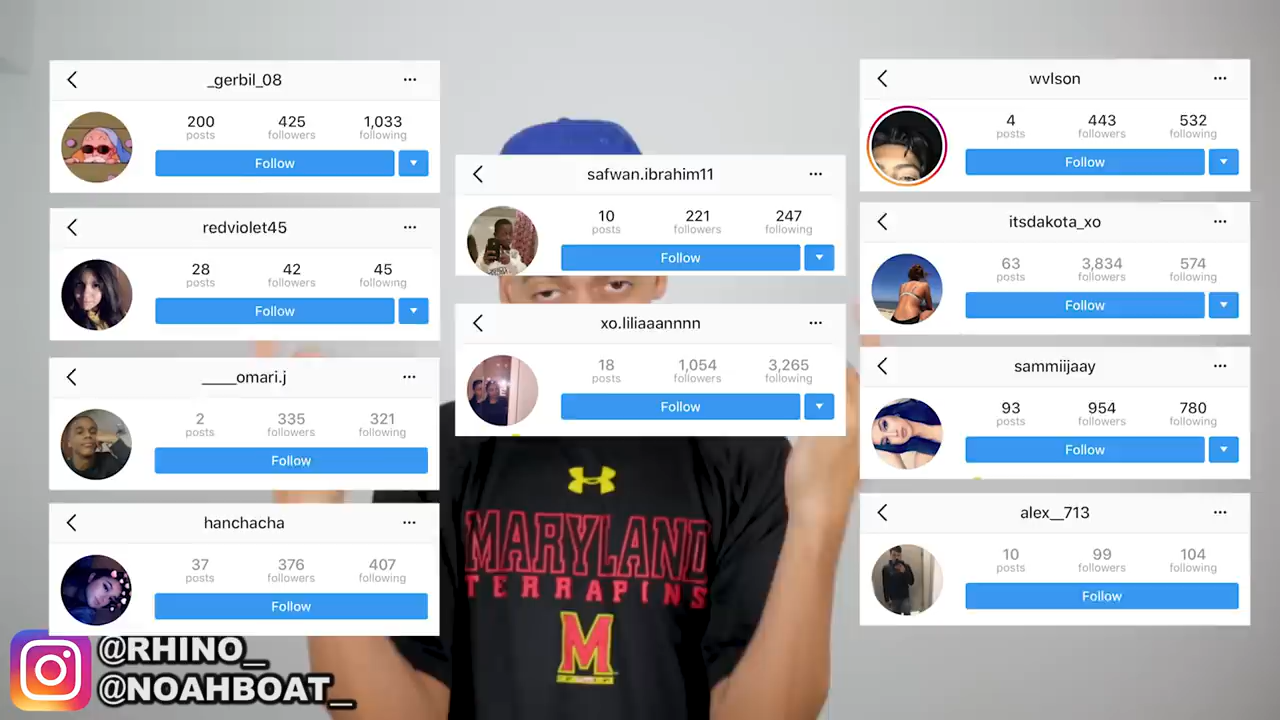 _gerbil_08
200 425 1,033
posts followers following
Follow
redviolet45
28 42 45
posts followers following
Follow
____omari.j
2 335 321
posts followers following
Follow
hanchacha
37 376 407
posts followers following
Follow
safwan.ibrahim11
10 221 247
posts followers following
Follow
xo.liliaaannnn
18 1,054 3,265
posts followers following
Follow
wvlson
4 443 532
posts followers following
Follow
itsdakota_xo
63 3,834 574
posts followers following
Follow
sammiijaay
93 954 780
posts followers following
Follow
alex__713
10 99 104
posts followers following
Follow
MARYLAND
TERRAPINS
M
@RHINO_
@NOAHBOAT_